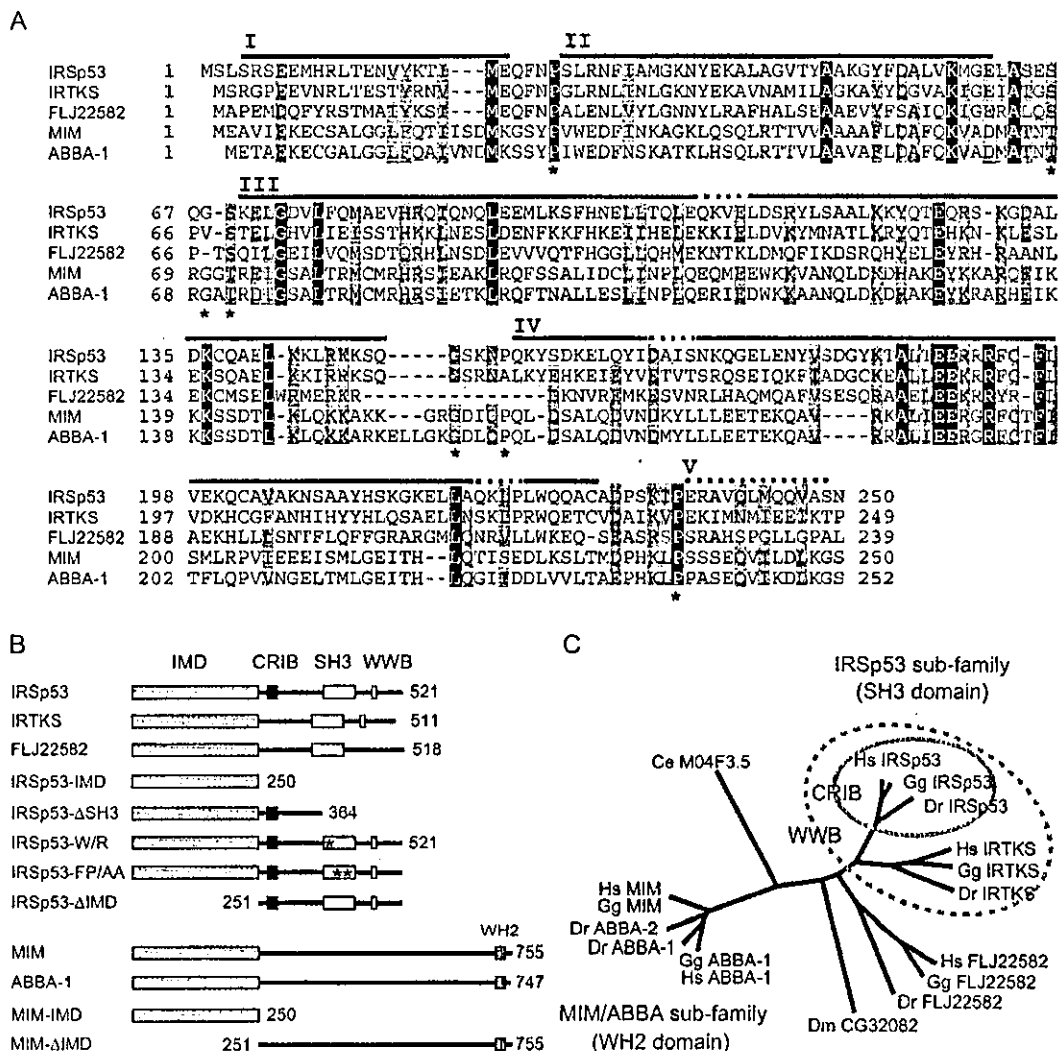 A
I II
IRSp53 1 MSLSRSEEMHRLTENVYKTI---MEQFNPSLRNFIAMGKNYEKALAGVTYAAKGYFDALVKMGELASES
IRTKS 1 MSRGPEEVNRLTESTYRNV---MEQFNPGLRNLINLGKNYEKAVNAMILAGKAYYDGVAKIGEIATGS
FLJ22582 1 MAPENDQFYRSTMAIYKSI---MEQFNPALENLVYLGNNYLRAFHALSEAAEVYFSAIQKIGERALQS
MIM 1 MEAVIEKECSALGGLFQTIISDMKGSYPVWEDFINKAGKLQSQLRTTVVAAAAFLDAFQKVADMATNT
ABBA-1 1 METAEKECGALGGLFQAIVNDMKSSYPIWEDFNSKATKLHSQLRTTVLAAVAFLDAFQKVADMATNT
* *
III
IRSp53 67 QG-SKELGDVLFQMAEVHRQIQNQLEEMLKSFHNELLTQLEQKVELDSRYLSAALKKYQTEQRS-KGDAL
IRTKS 66 PV-STELGHVLIEISSTHKKLNESLDENFKKFHKEIIHELEKKIELDVKYMNATLKRYQTEHKN-KLESL
FLJ22582 66 P-TSQILGEILVQMSDTQRHLNSDLEVVVQTFHGGLLQHMEKNTKLDMQFIKDSRQHYELEYRH-RAANL
MIM 69 RGGTREIGSALTRMCMRHRSIEAKLRQFSSALIDCLINPLQEQMEEWKKVANQLDKDHAKEYKKARQEIK
ABBA-1 68 RGATRDIGSALTRMCMRHRSIETKLRQFTNALLESLINPLQERIEDWKKAANQLDKDHAKEYKRARHEIK
* *
IV
IRSp53 135 DKCQAEL-KKLRKKSQ-----GSKNPQKYSDKELQYIDAISNKQGELENYVSDGYKTALTEERRRFCFL
IRTKS 134 EKSQAEL-KKIRRKSQ-----GSRNALKYEHKEIEYVETVTSRQSEIQKFIADGCKEALLEEKRRFCFL
FLJ22582 134 EKCMSELWRMERKR------------DKNVREMKESVNRLHAQMQAFVSESQRAAELEEKRRYRFL
MIM 139 KKSSDTL-KLQKKAKK---GRGDIQPQL-DSALQDVNDKYLLLEETEKQAV----RKALIEERGRFCTFI
ABBA-1 138 KKSSDTL-KLQKKARKELLGKGDLQPQL-DSALQDVNDMYLLLEETEKQAV----RRALIEERGRFCTFI
* *
V
IRSp53 198 VEKQCAVAKNSAAYHSKGKELLAQKLPLWQQACADPSKIPERAVQLMQQVASN 250
IRTKS 197 VDKHCGFANHIHYYHLQSAELLNSKLPRWQETCVDAIKVPEKIMNMIEEIKTP 249
FLJ22582 188 AEKHLLLSNTFLQFFGRARGMLQNRVLLWKEQ-SEASRSPSRAHSPGLLGPAL 239
MIM 200 SMLRPVIEEEISMLGEITH--LQTISEDLKSLTMDPHKLPSSSEQVILDLKGS 250
ABBA-1 202 TFLQPVVNGELTMLGEITH--LQGIIDDLVVLTAEPHKLPPASEQVIKDLKGS 252
*
B
IMD CRIB SH3 WWB
IRSp53 521
IRTKS 511
FLJ22582 518
IRSp53-IMD 250
IRSp53-ΔSH3 364
IRSp53-W/R * 521
IRSp53-FP/AA **
IRSp53-ΔIMD 251
WH2
MIM 755
ABBA-1 747
MIM-IMD 250
MIM-ΔIMD 251 755
C
IRSp53 sub-family
(SH3 domain)
Ce M04F3.5
Hs IRSp53
Gg IRSp53
Dr IRSp53
CRIB
WWB
Hs IRTKS
Gg IRTKS
Dr IRTKS
Hs MIM
Gg MIM
Dr ABBA-2
Dr ABBA-1
Gg ABBA-1
Hs ABBA-1
Hs FLJ22582
Gg FLJ22582
Dr FLJ22582
Dm CG32082
MIM/ABBA sub-family
(WH2 domain)